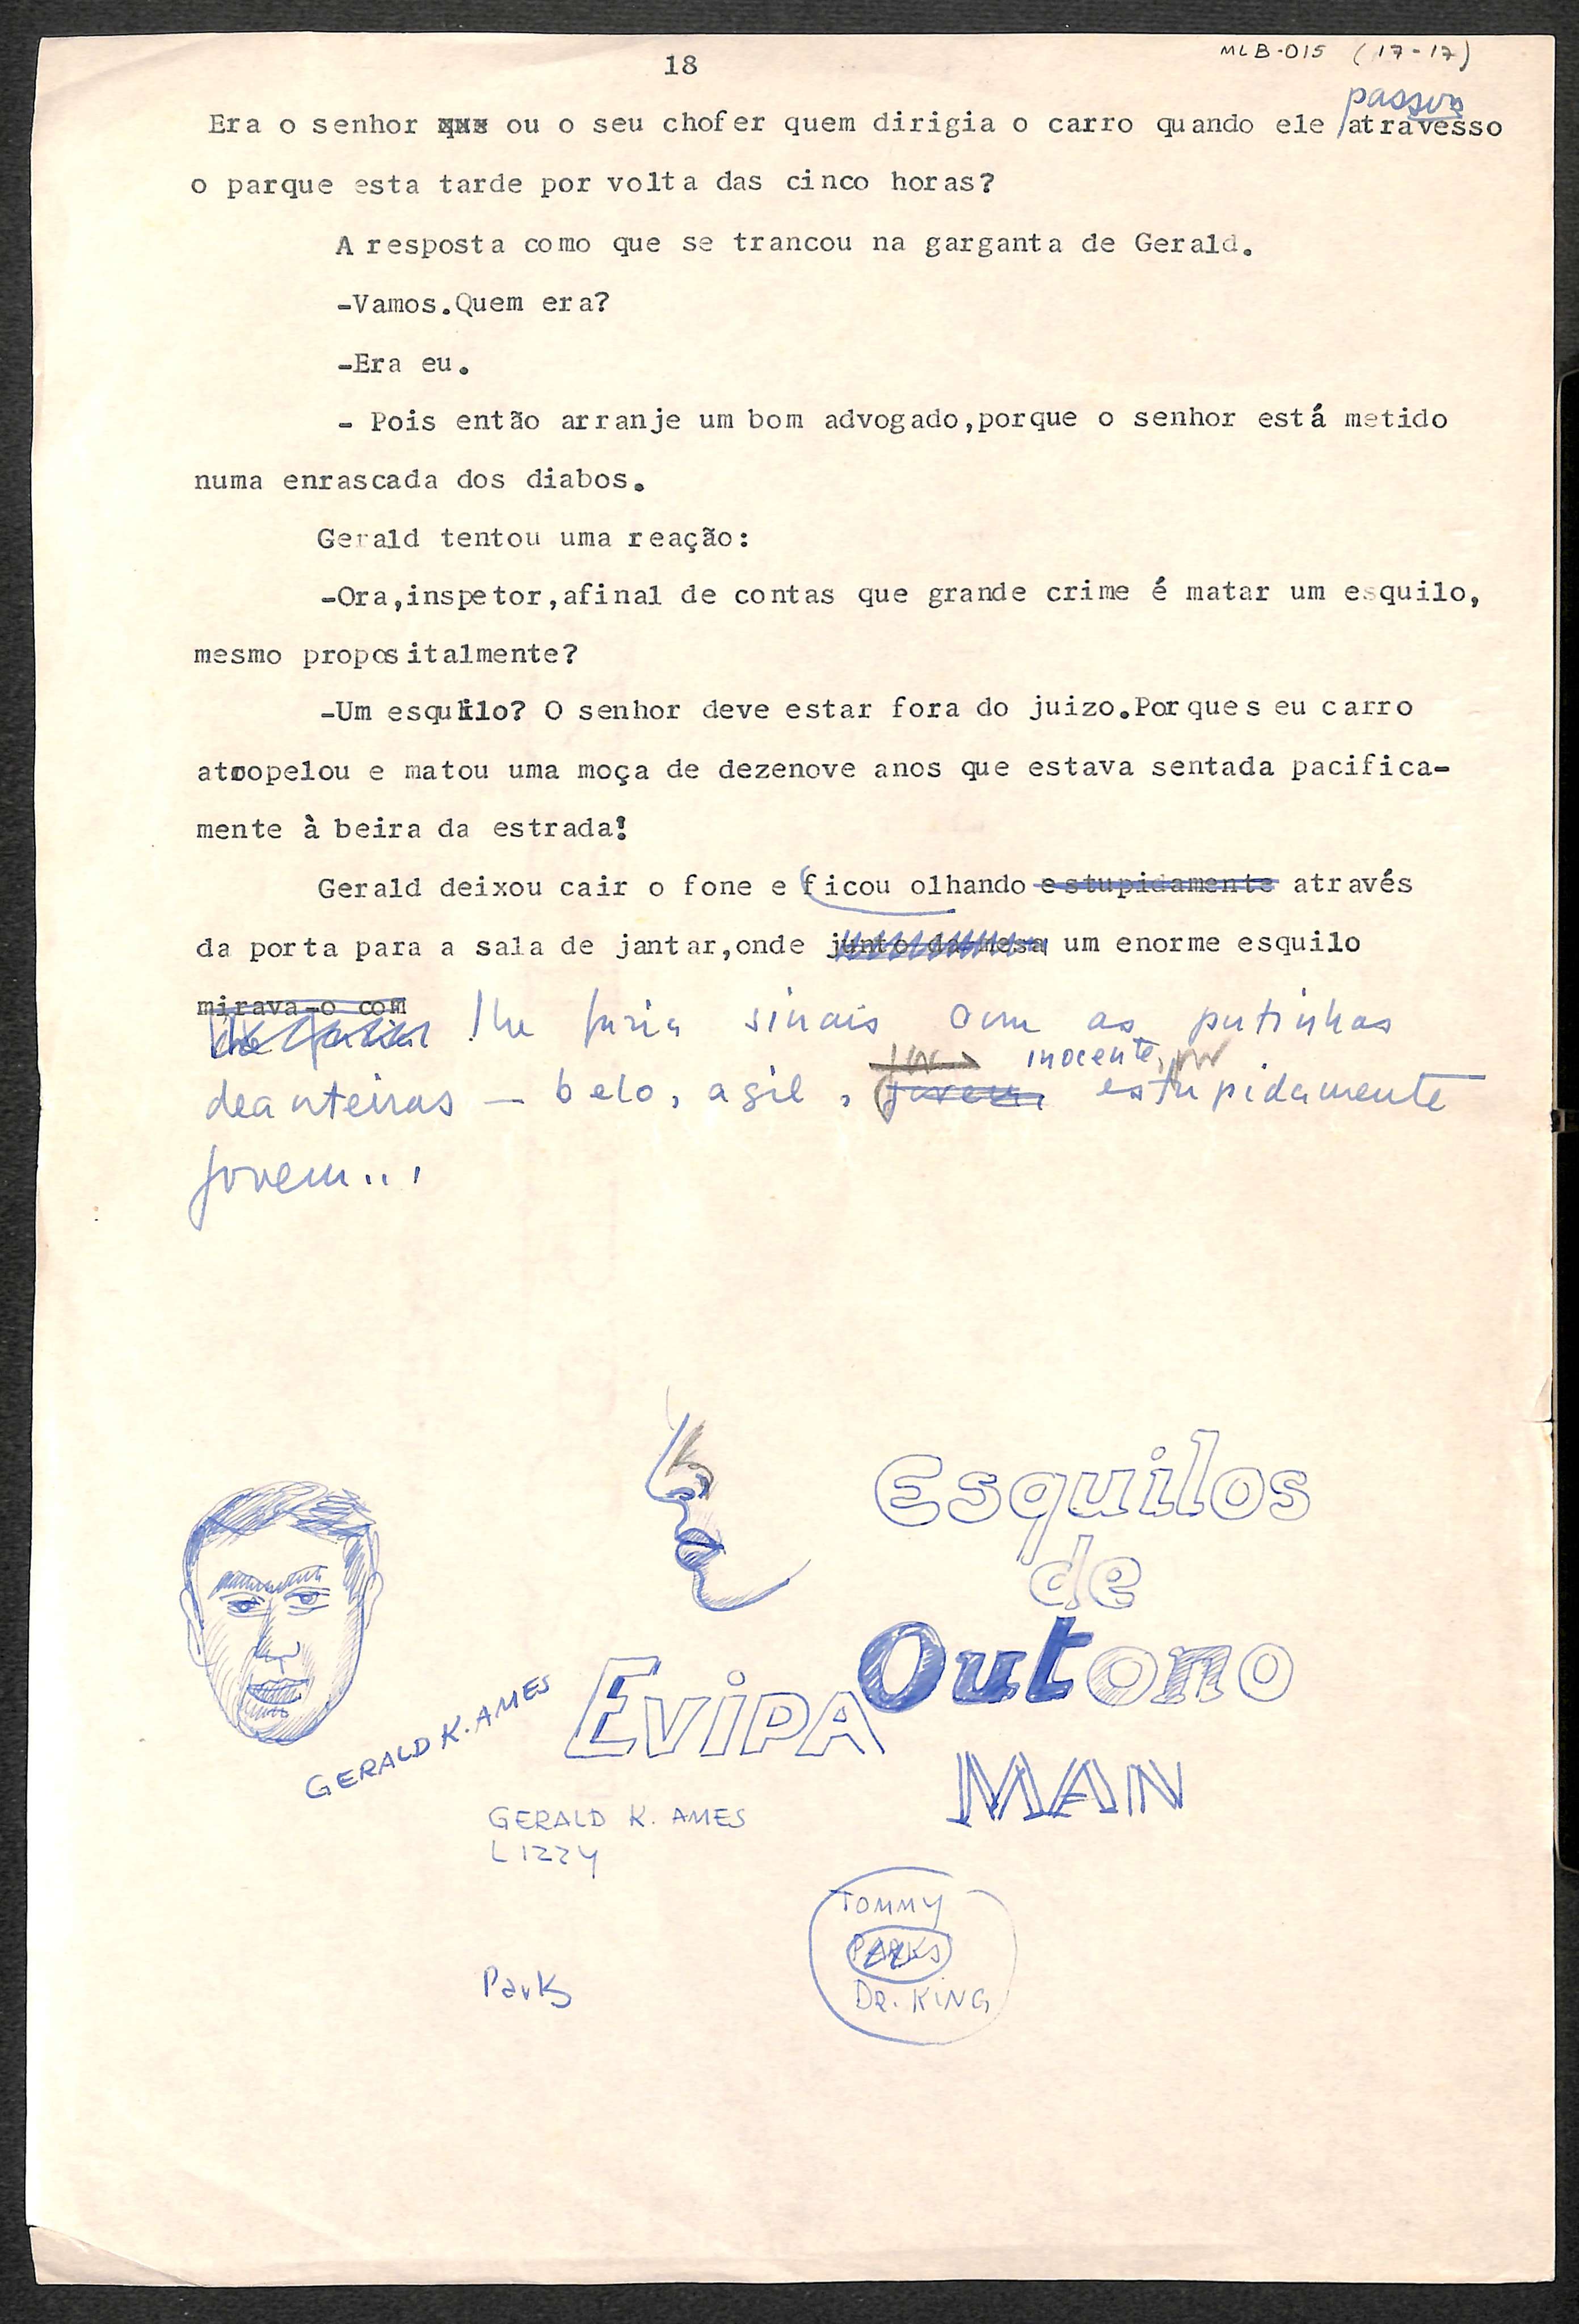 MLB-015 (17-17)
18
passou
Era o senhor ou o seu chofer quem dirigia o carro quando ele atravesso
o parque esta tarde por volta das cinco horas?
A resposta como que se trancou na garganta de Gerald.
-Vamos.Quem era?
-Era eu.
- Pois então arranje um bom advogado,porque o senhor está metido
numa enrascada dos diabos.
Gerald tentou uma reação:
-Ora,inspetor,afinal de contas que grande crime é matar um esquilo,
mesmo propositalmente?
-Um esquilo? O senhor deve estar fora do juizo.Porque seu carro
atropelou e matou uma moça de dezenove anos que estava sentada pacifica-
mente à beira da estrada!
Gerald deixou cair o fone e ficou olhando estupidamente através
da porta para a sala de jantar,onde junto da mesa um enorme esquilo
mirava-o com
lhe fazia sinais com as patinhas
inocente,
deanteiras — belo, agil, jovem estupidamente
jovem...
Esquilos
de
Outono
EVIPA
MAN
GERALD K. AMES
GERALD K. AMES
LIZZY
TOMMY
PARKS
DR. KING
Parks